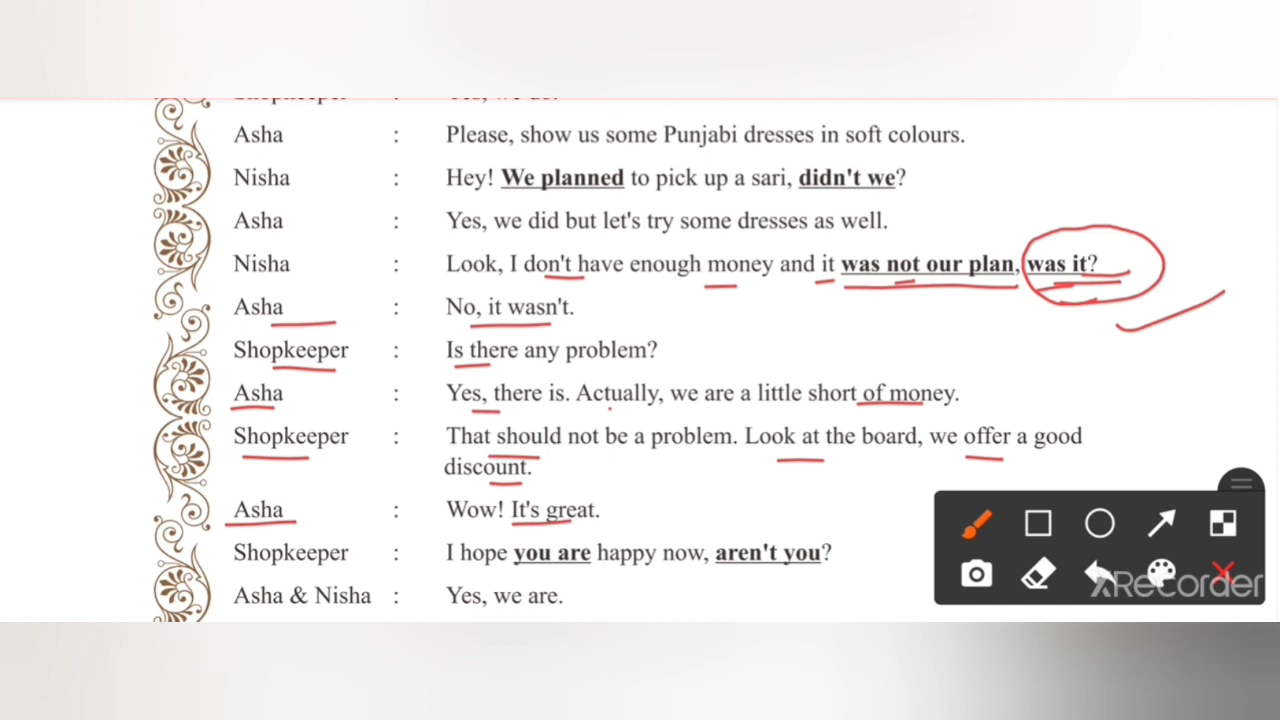 Asha : Please, show us some Punjabi dresses in soft colours.
Nisha : Hey! We planned to pick up a sari, didn't we?
Asha : Yes, we did but let's try some dresses as well.
Nisha : Look, I don't have enough money and it was not our plan, was it?
Asha : No, it wasn't.
Shopkeeper : Is there any problem?
Asha : Yes, there is. Actually, we are a little short of money.
Shopkeeper : That should not be a problem. Look at the board, we offer a good
discount.
Asha : Wow! It's great.
Shopkeeper : I hope you are happy now, aren't you?
Asha & Nisha : Yes, we are.
XRecorder